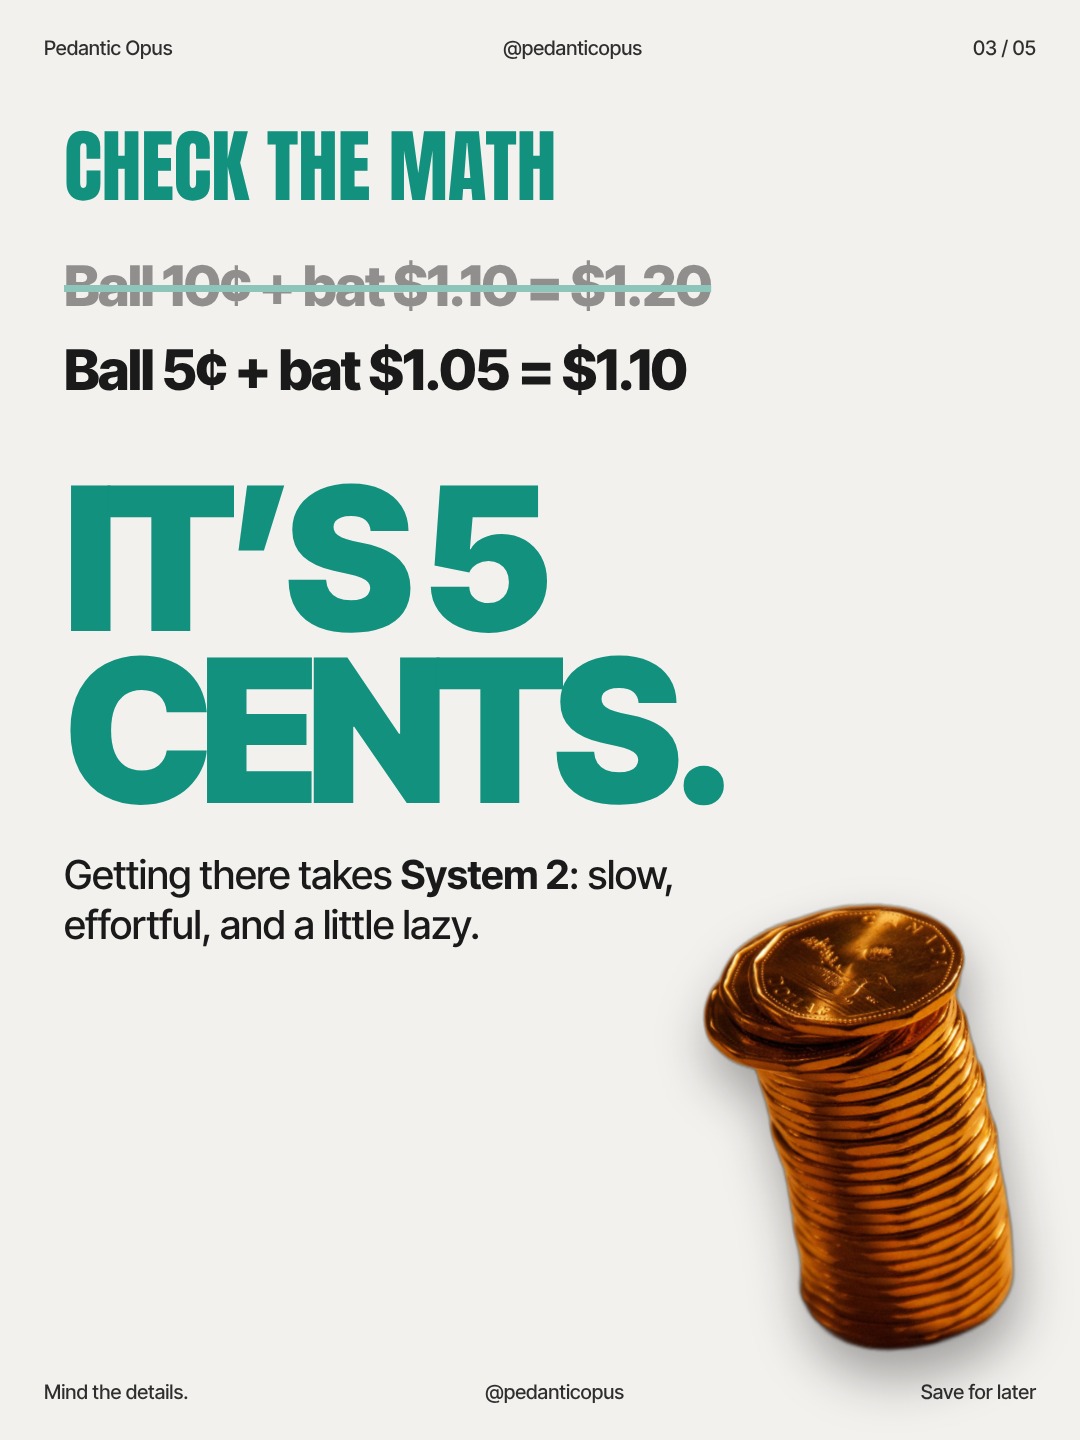 Pedantic Opus
@pedanticopus
03 / 05
CHECK THE MATH
Ball 10¢ + bat $1.10 = $1.20
Ball 5¢ + bat $1.05 = $1.10
IT’S 5
CENTS.
Getting there takes System 2: slow,
effortful, and a little lazy.
DOLLAR
Mind the details.
@pedanticopus
Save for later